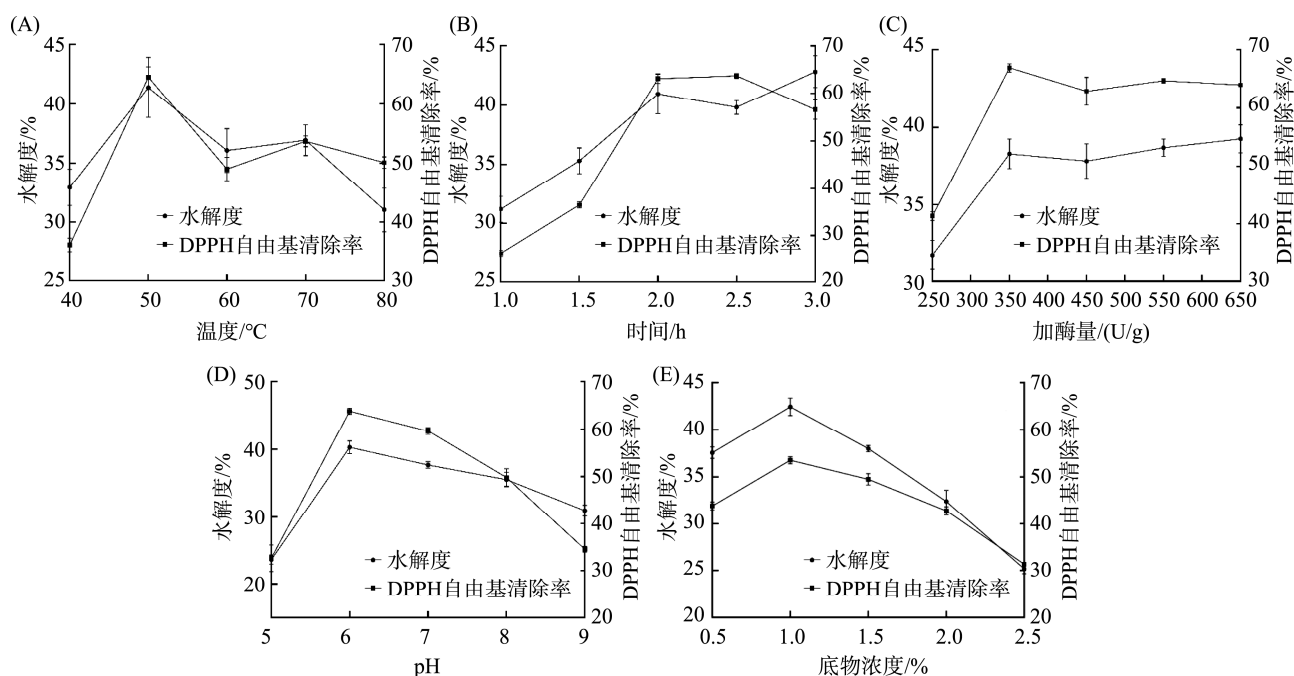 (A)
45
40
35
30
25
水解度/%
70
60
50
40
30
DPPH自由基清除率/%
水解度
DPPH自由基清除率
40
50
60
70
80
温度/℃
(B)
45
40
35
30
25
水解度/%
70
60
50
40
30
20
DPPH自由基清除率/%
水解度
DPPH自由基清除率
1.0
1.5
2.0
2.5
3.0
时间/h
(C)
45
40
35
30
水解度/%
70
60
50
40
30
DPPH自由基清除率/%
水解度
DPPH自由基清除率
250
300
350
400
450
500
550
600
650
加酶量/(U/g)
(D)
50
40
30
20
水解度/%
70
60
50
40
30
20
DPPH自由基清除率/%
水解度
DPPH自由基清除率
5
6
7
8
9
pH
(E)
45
40
35
30
25
20
水解度/%
70
60
50
40
30
20
DPPH自由基清除率/%
水解度
DPPH自由基清除率
0.5
1.0
1.5
2.0
2.5
底物浓度/%